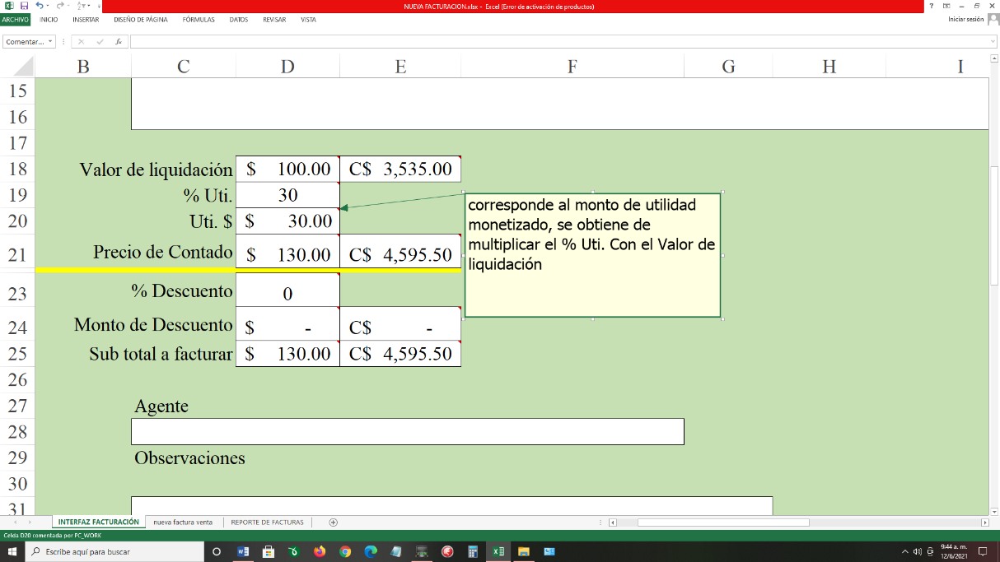 NUEVA FACTURACION.xlsx - Excel (Error de activación de productos)
ARCHIVO INICIO INSERTAR DISEÑO DE PÁGINA FÓRMULAS DATOS REVISAR VISTA Iniciar sesión
Comentar... fx
B C D E F G H I
15
16
17
18 Valor de liquidación $ 100.00 C$ 3,535.00
19 % Uti. 30
20 Uti. $ $ 30.00
21 Precio de Contado $ 130.00 C$ 4,595.50
corresponde al monto de utilidad
monetizado, se obtiene de
multiplicar el % Uti. Con el Valor de
liquidación
23 % Descuento 0
24 Monto de Descuento $ - C$ -
25 Sub total a facturar $ 130.00 C$ 4,595.50
26
27 Agente
28
29 Observaciones
30
31
INTERFAZ FACTURACIÓN nueva factura venta REPORTE DE FACTURAS
Celda D20 comentada por PC_WORK
Escribe aquí para buscar
9:44 a. m.
12/6/2021